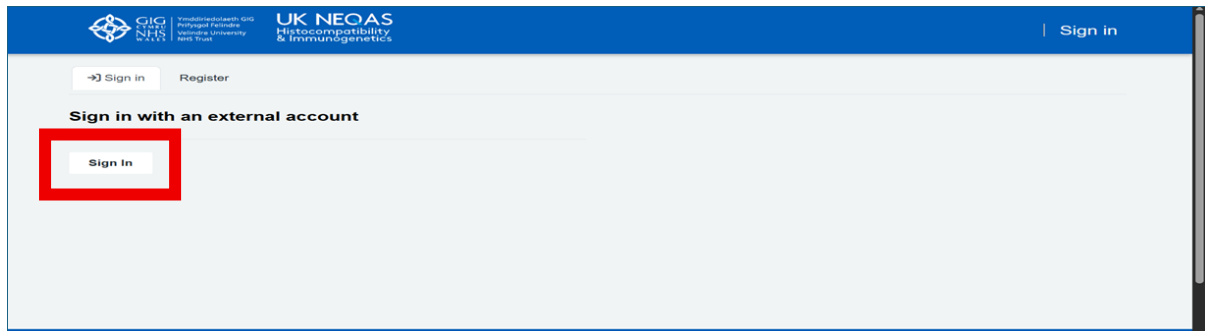 GIG
CYMRU
NHS
WALES
Ymddiriedolaeth GIG
Prifysgol Felindre
Velindre University
NHS Trust
UK NEQAS
Histocompatibility
& Immunogenetics
Sign in
Sign in
Register
Sign in with an external account
Sign In